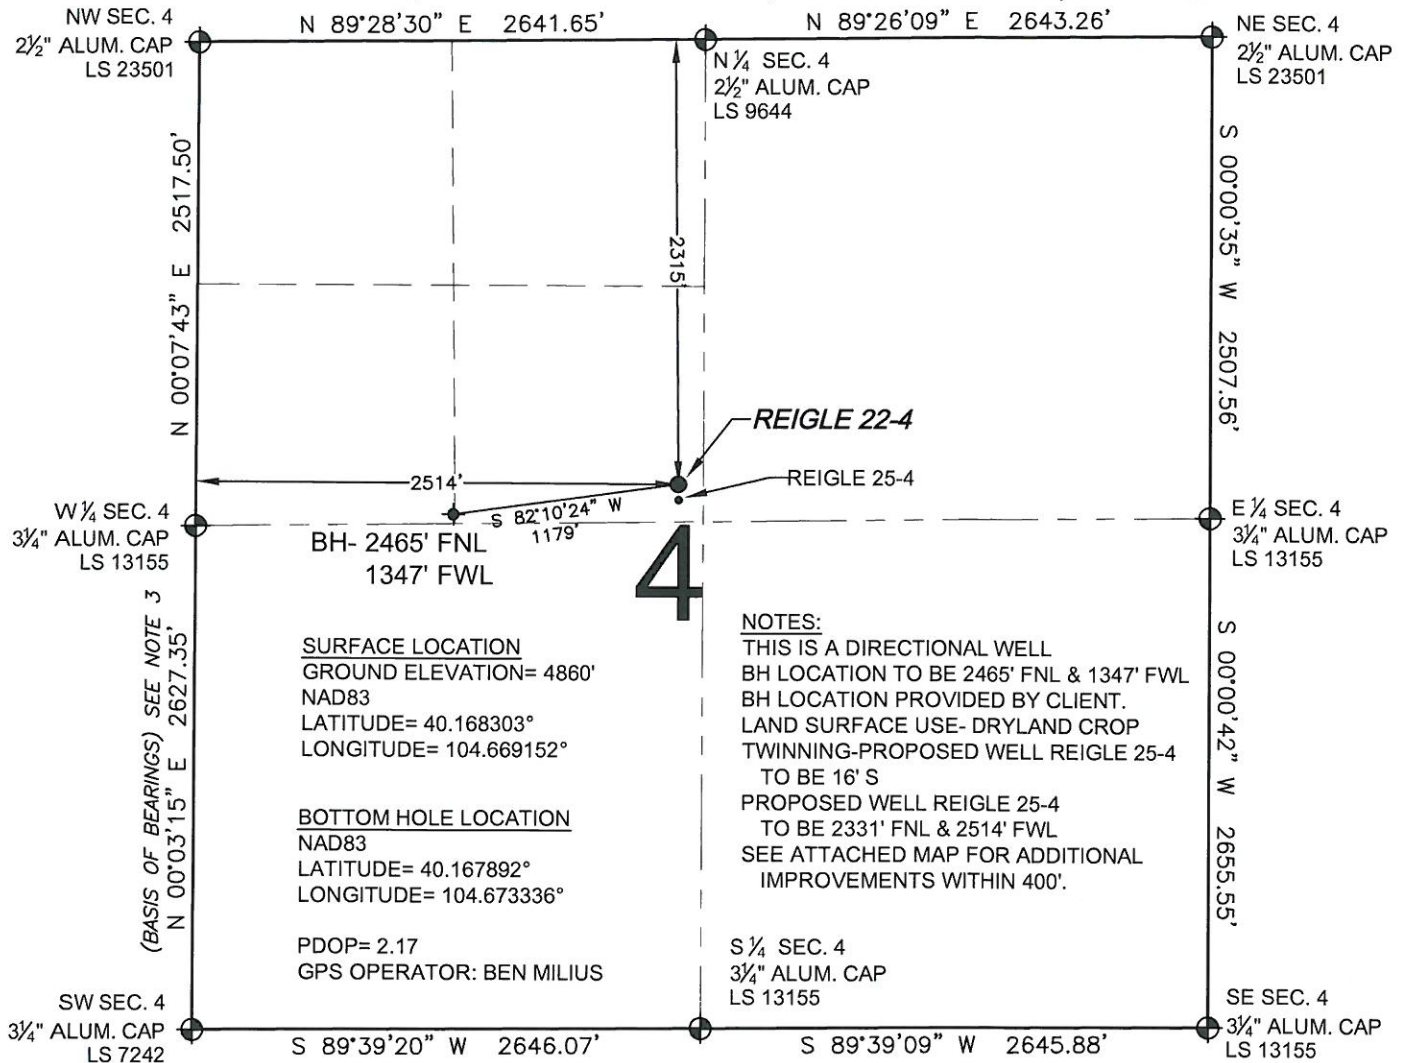 NW SEC. 4
2½" ALUM. CAP
LS 23501
N 89°28'30" E 2641.65'
N 89°26'09" E 2643.26'
NE SEC. 4
2½" ALUM. CAP
LS 23501
N ¼ SEC. 4
2½" ALUM. CAP
LS 9644
N 00°07'43" E 2517.50'
S 00°00'35" W 2507.56'
2315'
REIGLE 22-4
2514'
REIGLE 25-4
S 82°10'24" W
1179'
W ¼ SEC. 4
3¼" ALUM. CAP
LS 13155
E ¼ SEC. 4
3¼" ALUM. CAP
LS 13155
BH- 2465' FNL
1347' FWL
4
(BASIS OF BEARINGS) SEE NOTE 3
N 00°03'15" E 2627.35'
SURFACE LOCATION
GROUND ELEVATION= 4860'
NAD83
LATITUDE= 40.168303°
LONGITUDE= 104.669152°
BOTTOM HOLE LOCATION
NAD83
LATITUDE= 40.167892°
LONGITUDE= 104.673336°
PDOP= 2.17
GPS OPERATOR: BEN MILIUS
NOTES:
THIS IS A DIRECTIONAL WELL
BH LOCATION TO BE 2465' FNL & 1347' FWL
BH LOCATION PROVIDED BY CLIENT.
LAND SURFACE USE- DRYLAND CROP
TWINNING-PROPOSED WELL REIGLE 25-4
TO BE 16' S
PROPOSED WELL REIGLE 25-4
TO BE 2331' FNL & 2514' FWL
SEE ATTACHED MAP FOR ADDITIONAL
IMPROVEMENTS WITHIN 400'.
S 00°00'42" W 2655.55'
S ¼ SEC. 4
3¼" ALUM. CAP
LS 13155
SW SEC. 4
3¼" ALUM. CAP
LS 7242
S 89°39'20" W 2646.07'
S 89°39'09" W 2645.88'
SE SEC. 4
3¼" ALUM. CAP
LS 13155